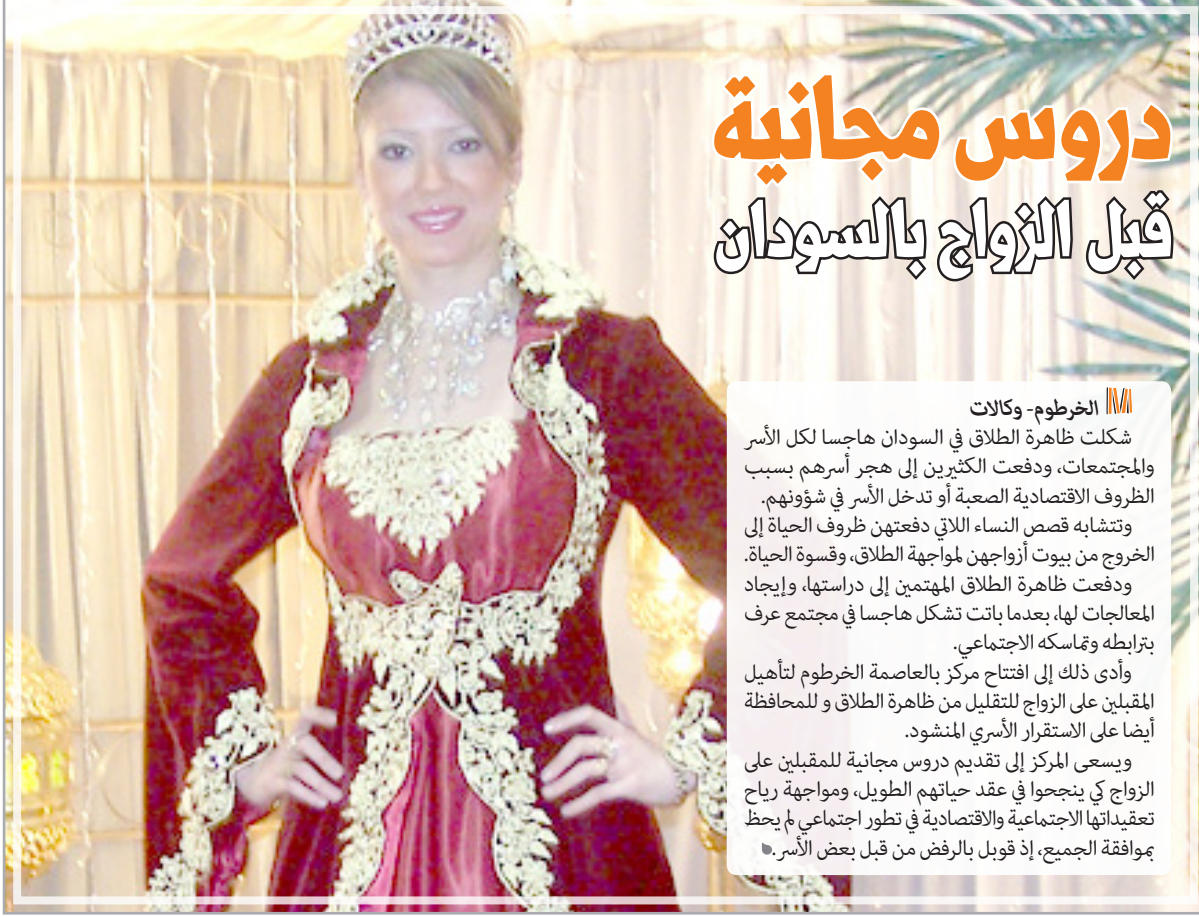 دروس مجانية
قبل الزواج بالسودان
الخرطوم- وكالات
شكلت ظاهرة الطلاق في السودان هاجسا لكل الأسر
والمجتمعات، ودفعت الكثيرين إلى هجر أسرهم بسبب
الظروف الاقتصادية الصعبة أو تدخل الأسر في شؤونهم.
وتتشابه قصص النساء اللاتي دفعتهن ظروف الحياة إلى
الخروج من بيوت أزواجهن لمواجهة الطلاق، وقسوة الحياة.
ودفعت ظاهرة الطلاق المهتمين إلى دراستها، وإيجاد
المعالجات لها، بعدما باتت تشكل هاجسا في مجتمع عرف
بترابطه وتماسكه الاجتماعي.
وأدى ذلك إلى افتتاح مركز بالعاصمة الخرطوم لتأهيل
المقبلين على الزواج للتقليل من ظاهرة الطلاق و للمحافظة
أيضا على الاستقرار الأسري المنشود.
ويسعى المركز إلى تقديم دروس مجانية للمقبلين على
الزواج كي ينجحوا في عقد حياتهم الطويل، ومواجهة رياح
تعقيداتها الاجتماعية والاقتصادية في تطور اجتماعي لم يحظ
بموافقة الجميع، إذ قوبل بالرفض من قبل بعض الأسر.